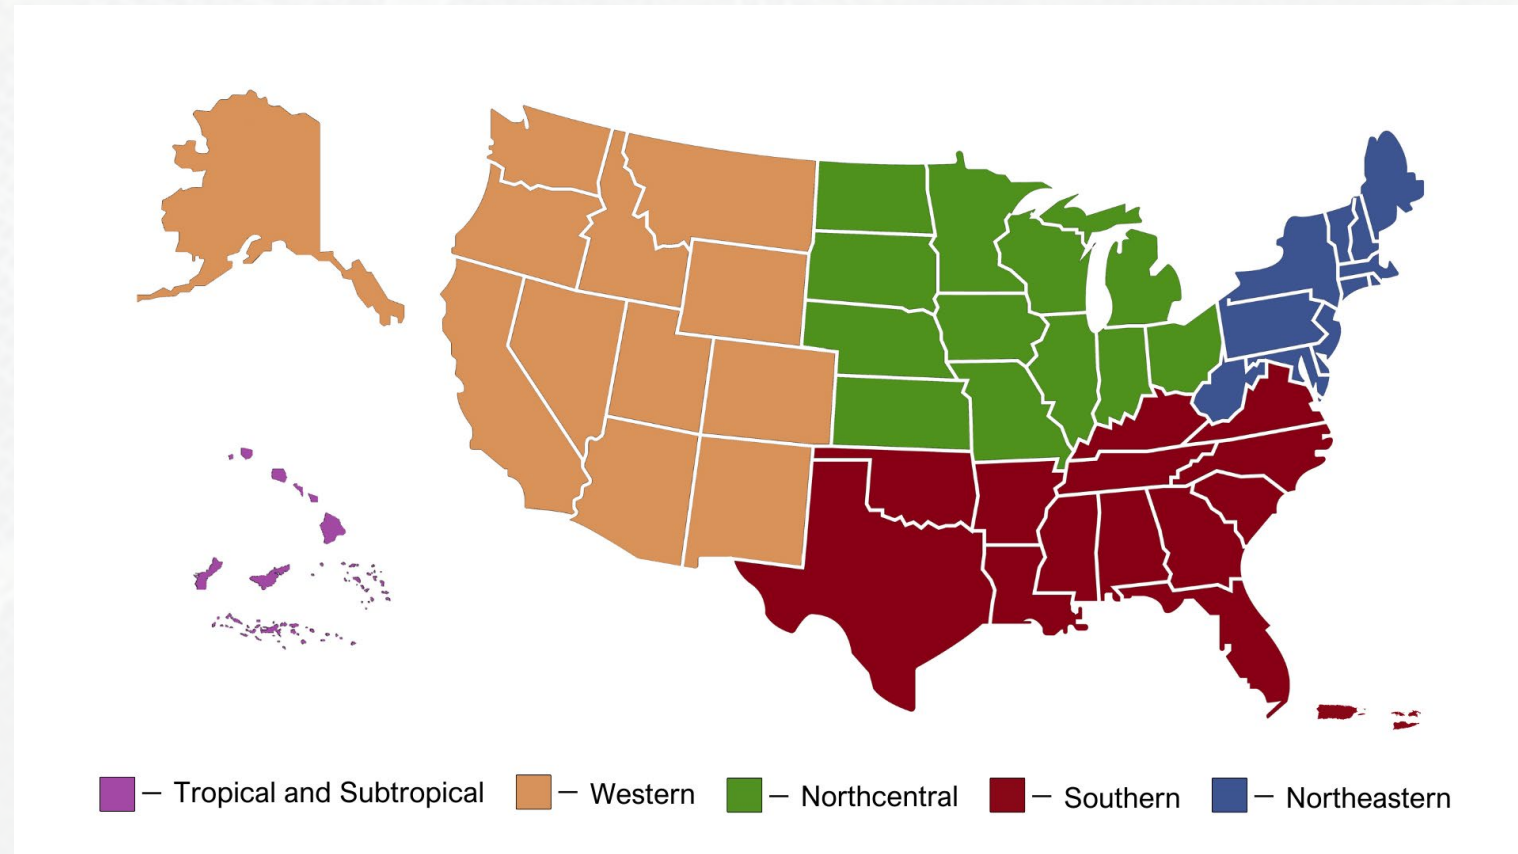 — Tropical and Subtropical — Western — Northcentral — Southern — Northeastern